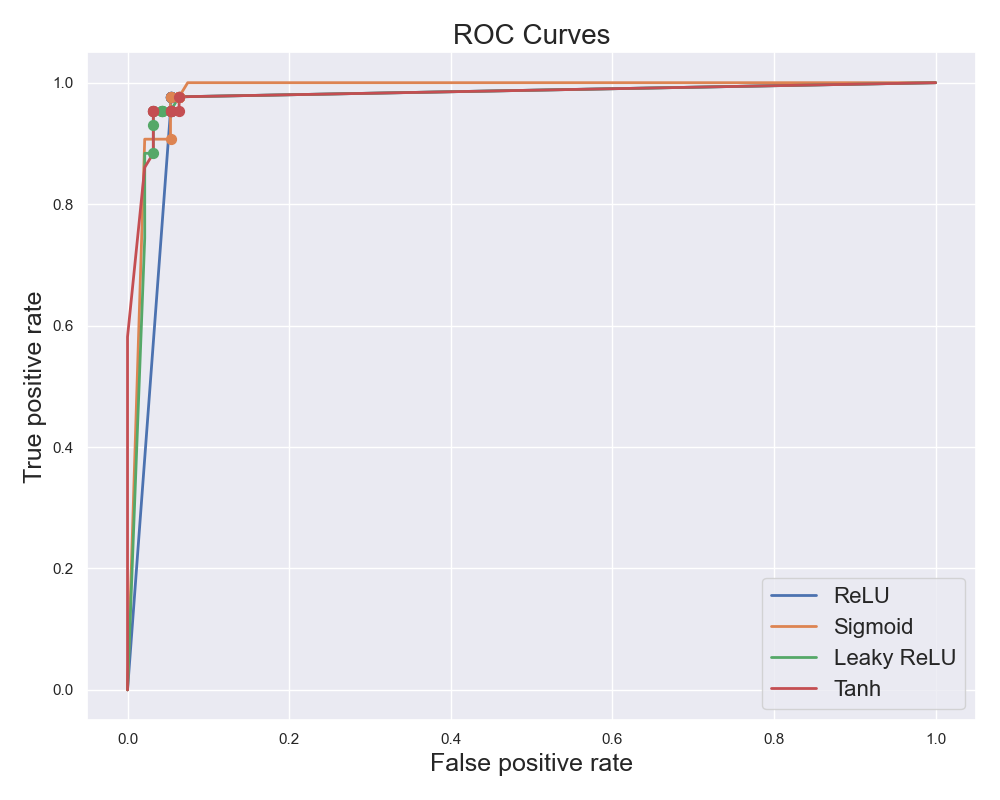 ROC Curves
True positive rate
1.0
0.8
0.6
0.4
0.2
0.0
0.0 0.2 0.4 0.6 0.8 1.0
False positive rate
ReLU
Sigmoid
Leaky ReLU
Tanh